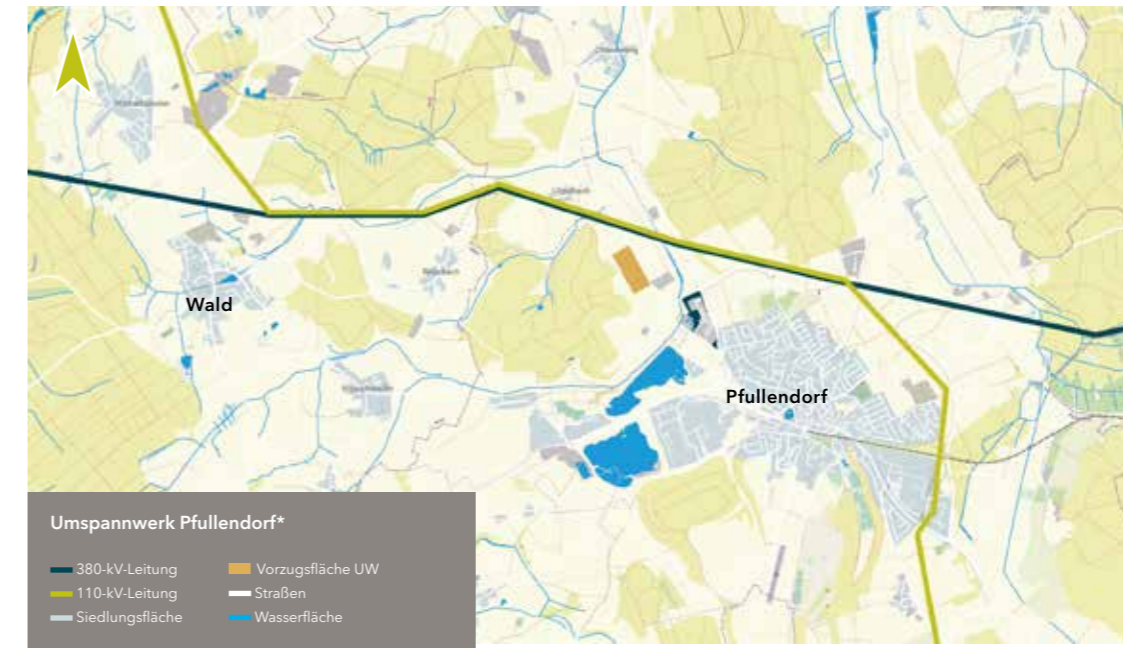 Wald
Pfullendorf
Umspannwerk Pfullendorf*
380-kV-Leitung
110-kV-Leitung
Siedlungsfläche
Vorzugsfläche UW
Straßen
Wasserfläche